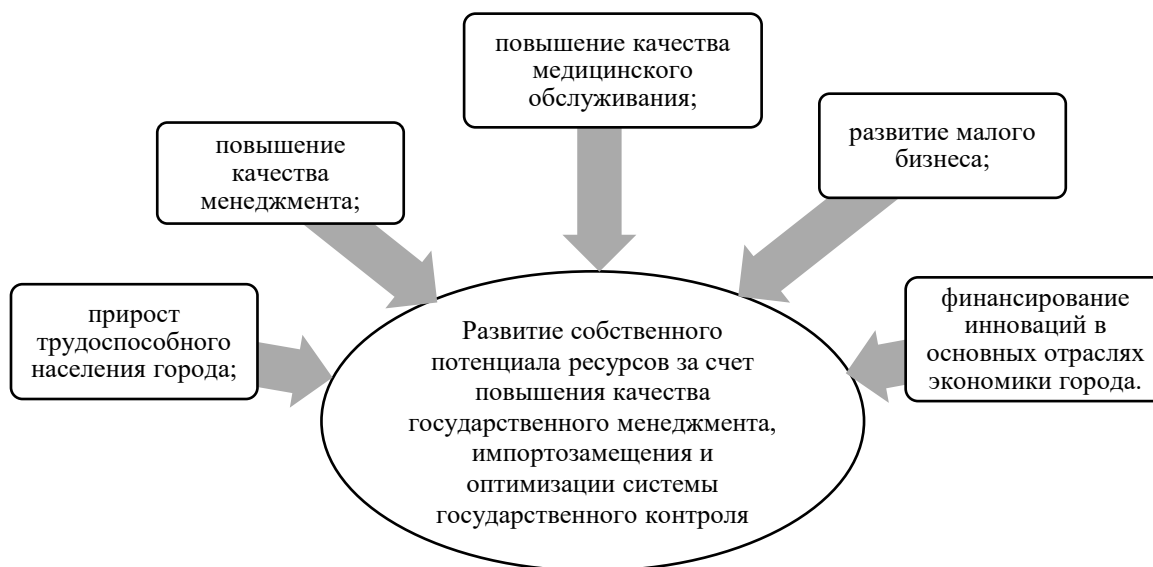 повышение качества
медицинского
обслуживания;
повышение
качества
менеджмента;
развитие малого
бизнеса;
прирост
трудоспособного
населения города;
финансирование
инноваций в
основных отраслях
экономики города.
Развитие собственного
потенциала ресурсов за счет
повышения качества
государственного менеджмента,
импортозамещения и
оптимизации системы
государственного контроля